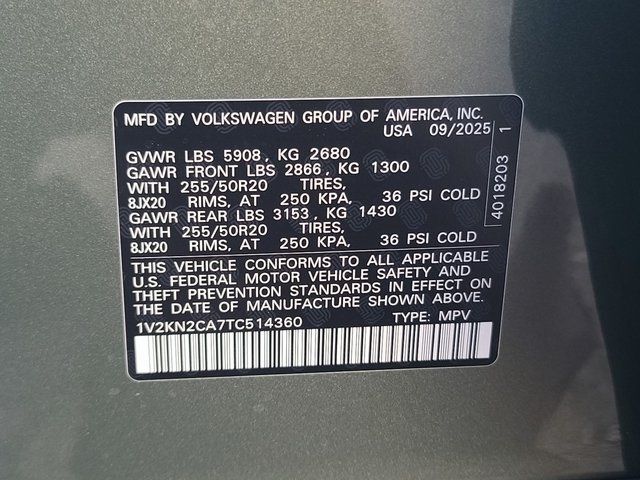 MFD BY VOLKSWAGEN GROUP OF AMERICA, INC.
USA 09/2025
GVWR LBS 5908, KG 2680
GAWR FRONT LBS 2866, KG 1300
WITH 255/50R20 TIRES,
8JX20 RIMS, AT 250 KPA, 36 PSI COLD
GAWR REAR LBS 3153, KG 1430
WITH 255/50R20 TIRES,
8JX20 RIMS, AT 250 KPA, 36 PSI COLD
THIS VEHICLE CONFORMS TO ALL APPLICABLE
U.S. FEDERAL MOTOR VEHICLE SAFETY AND
THEFT PREVENTION STANDARDS IN EFFECT ON
THE DATE OF MANUFACTURE SHOWN ABOVE.
1V2KN2CA7TC514360 TYPE: MPV
4018203 1